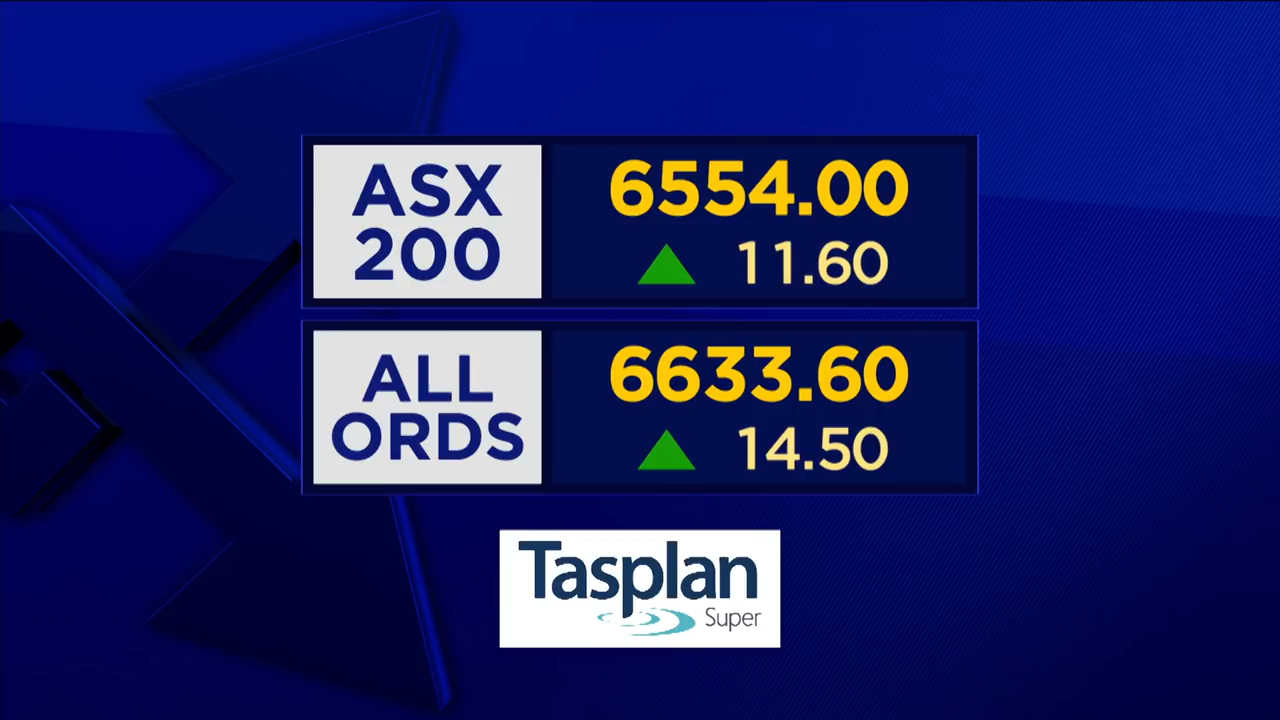 ASX
200
6554.00
11.60
ALL
ORDS
6633.60
14.50
Tasplan
Super